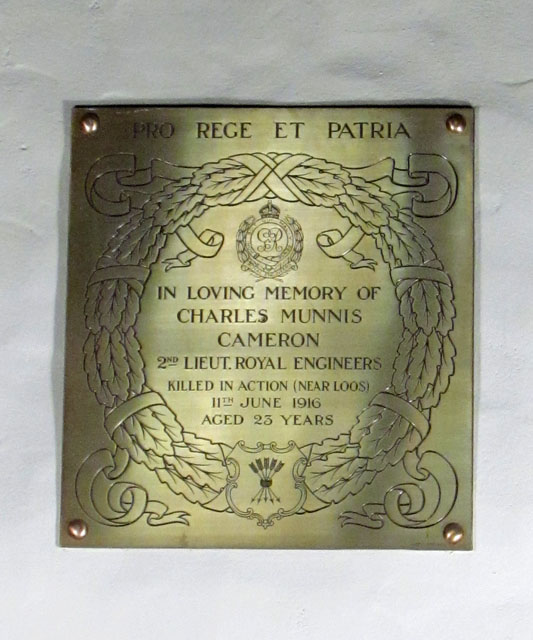 PRO REGE ET PATRIA
IN LOVING MEMORY OF
CHARLES MUNNIS
CAMERON
2ND LIEUT. ROYAL ENGINEERS
KILLED IN ACTION (NEAR LOOS)
11TH JUNE 1916
AGED 23 YEARS